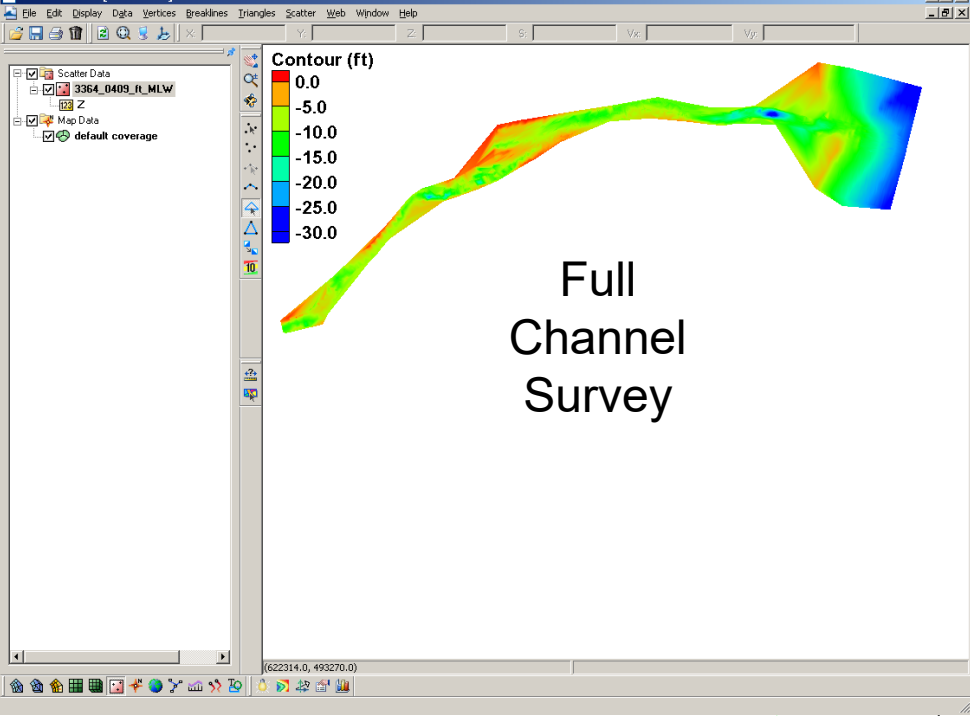 File Edit Display Data Vertices Breaklines Triangles Scatter Web Window Help
X: Y: Z: S: Vx: Vy:
Scatter Data
3364_0409_ft_MLW
123 Z
Map Data
default coverage
10
Contour (ft)
0.0
-5.0
-10.0
-15.0
-20.0
-25.0
-30.0
Full
Channel
Survey
(622314.0, 493270.0)